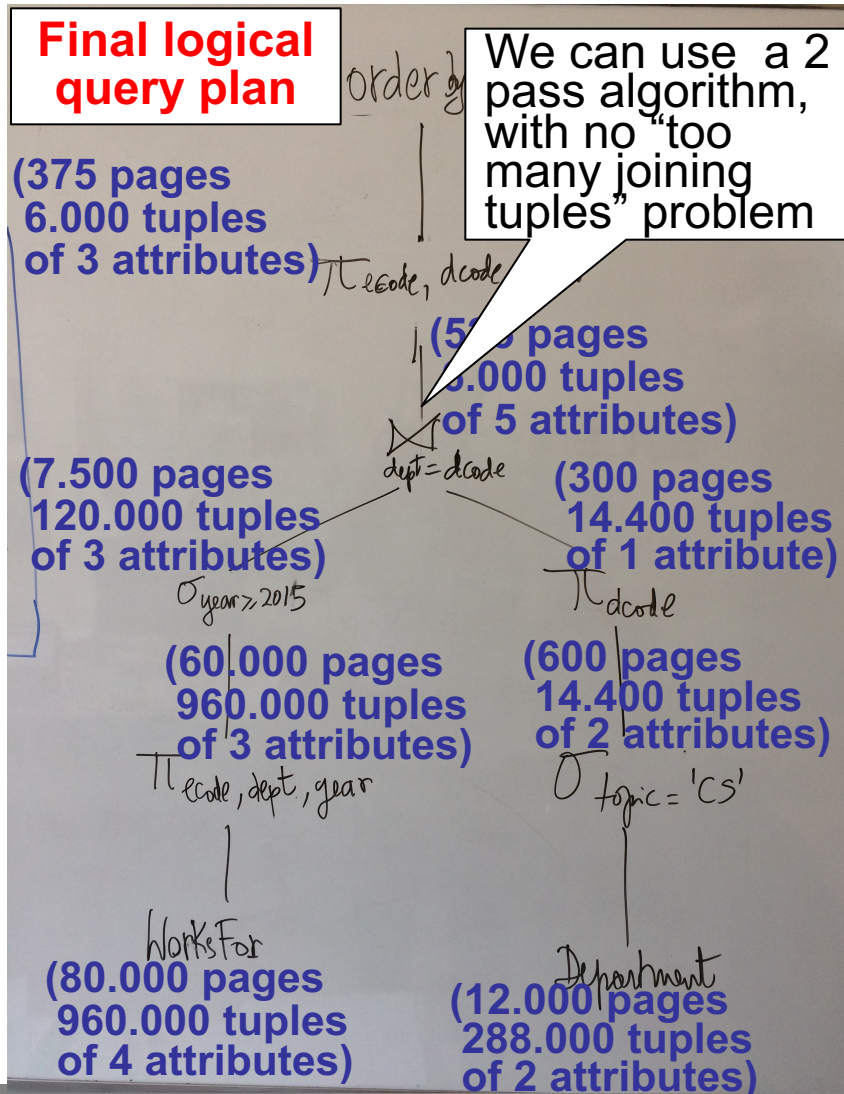 Final logical
query plan
order by
We can use a 2
pass algorithm,
with no “too
many joining
tuples” problem
(375 pages
6.000 tuples
of 3 attributes)
π ecode, dcode
pages
tuples
of 5 attributes)
⋈
dept=dcode
(7.500 pages
120.000 tuples
of 3 attributes)
σ year≥2015
(300 pages
14.400 tuples
of 1 attribute)
π dcode
(60.000 pages
960.000 tuples
of 3 attributes)
π ecode, dept, year
(600 pages
14.400 tuples
of 2 attributes)
σ topic='CS'
WorksFor
(80.000 pages
960.000 tuples
of 4 attributes)
Department
(12.000 pages
288.000 tuples
of 2 attributes)